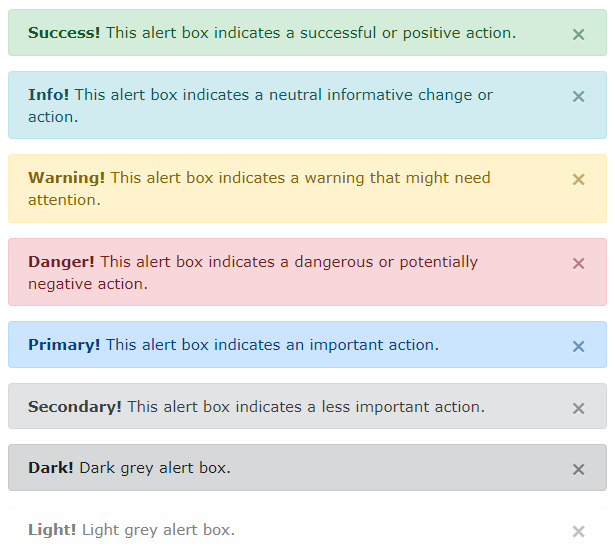 Success! This alert box indicates a successful or positive action. ×
Info! This alert box indicates a neutral informative change or ×
action.
Warning! This alert box indicates a warning that might need ×
attention.
Danger! This alert box indicates a dangerous or potentially ×
negative action.
Primary! This alert box indicates an important action. ×
Secondary! This alert box indicates a less important action. ×
Dark! Dark grey alert box. ×
Light! Light grey alert box. ×